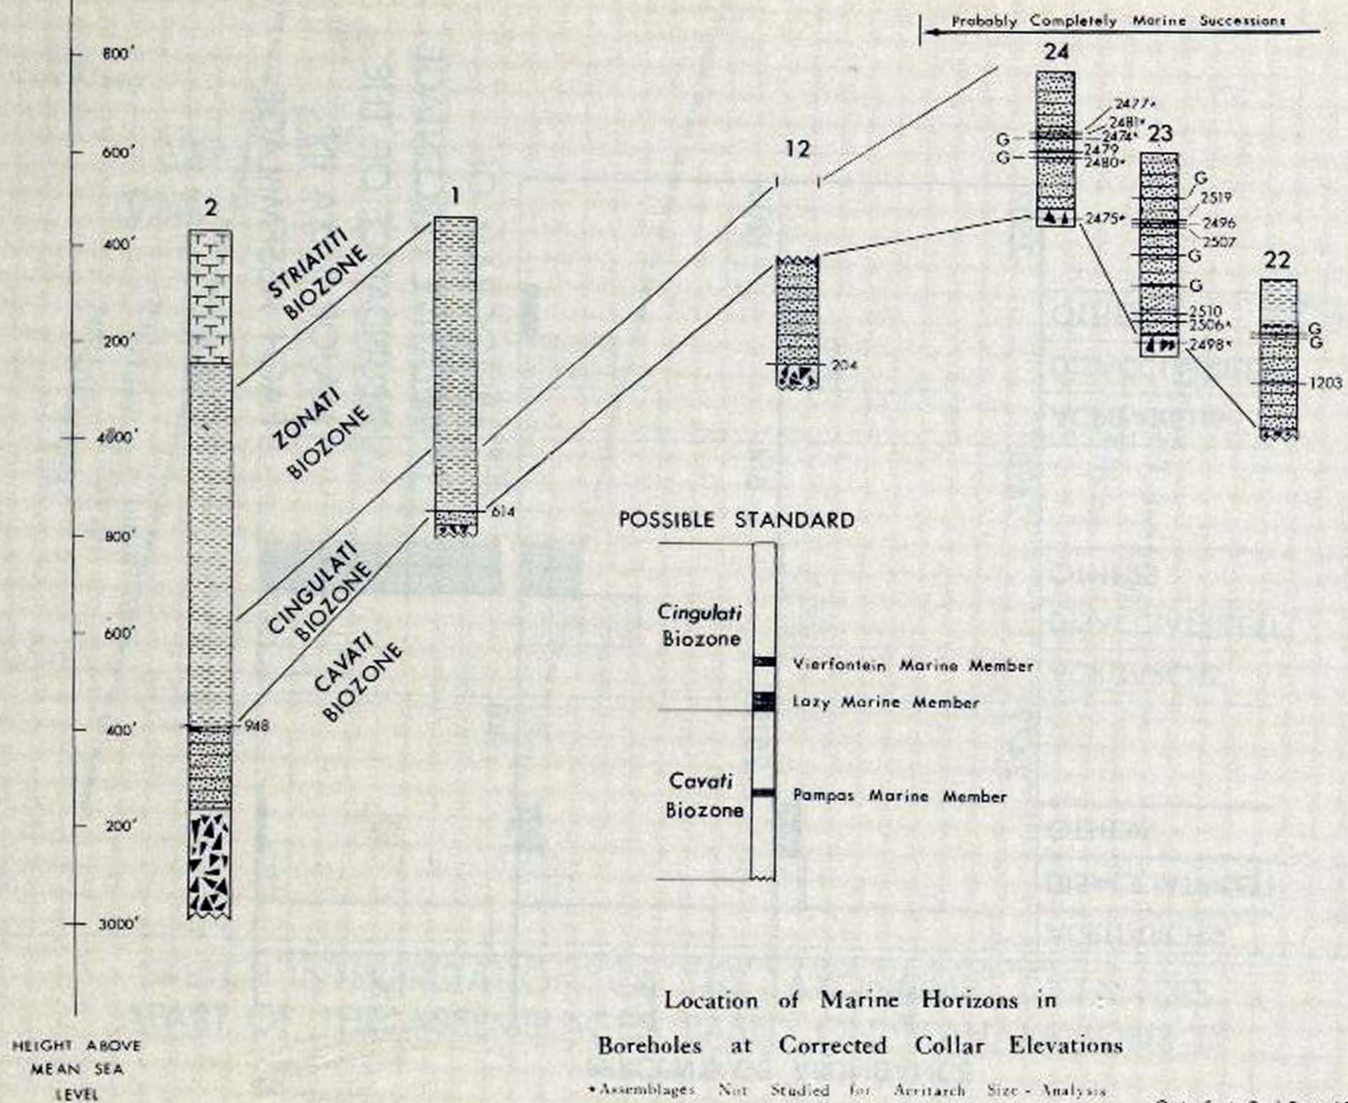 Probably Completely Marine Successions
24
800'
2477*
2481*
G
2474*
23
12
600'
2479
G
2480*
G
1
2519
2
2475*
2496
400'
STRIATITI
BIOZONE
2507
G
22
G
2510
G
200'
2506*
G
2498*
204
1203
ZONATI
BIOZONE
4000'
614
POSSIBLE STANDARD
800'
CINGULATI
BIOZONE
Cingulati
Biozone
600'
CAVATI
BIOZONE
Vierfontein Marine Member
Lazy Marine Member
948
400'
Cavati
Biozone
Pampas Marine Member
200'
3000'
Location of Marine Horizons in
Boreholes at Corrected Collar Elevations
HEIGHT ABOVE
MEAN SEA
LEVEL
*Assemblages Not Studied for Acritarch Size - Analysis